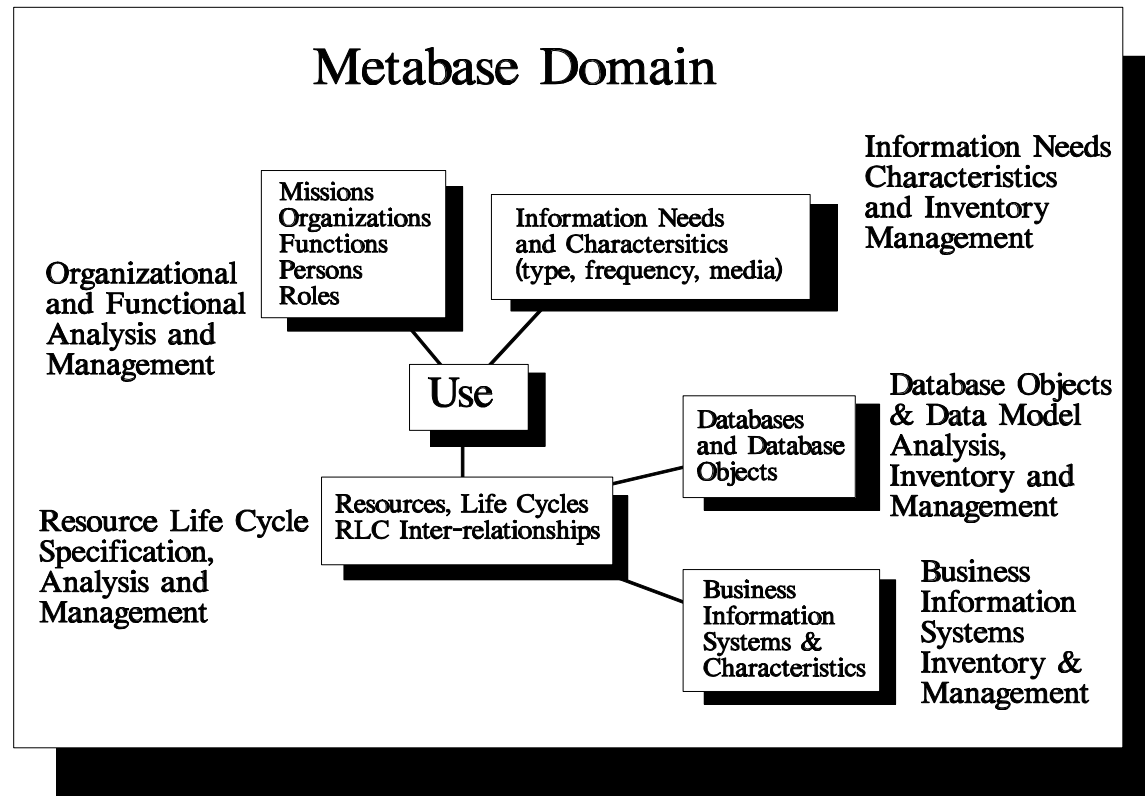 Metabase Domain
Information Needs
Characteristics
and Inventory
Management
Missions
Organizations
Functions
Persons
Roles
Information Needs
and Charactersitics
(type, frequency, media)
Organizational
and Functional
Analysis and
Management
Use
Database Objects
& Data Model
Analysis,
Inventory and
Management
Databases
and Database
Objects
Resources, Life Cycles
RLC Inter-relationships
Resource Life Cycle
Specification,
Analysis and
Management
Business
Information
Systems &
Characteristics
Business
Information
Systems
Inventory &
Management